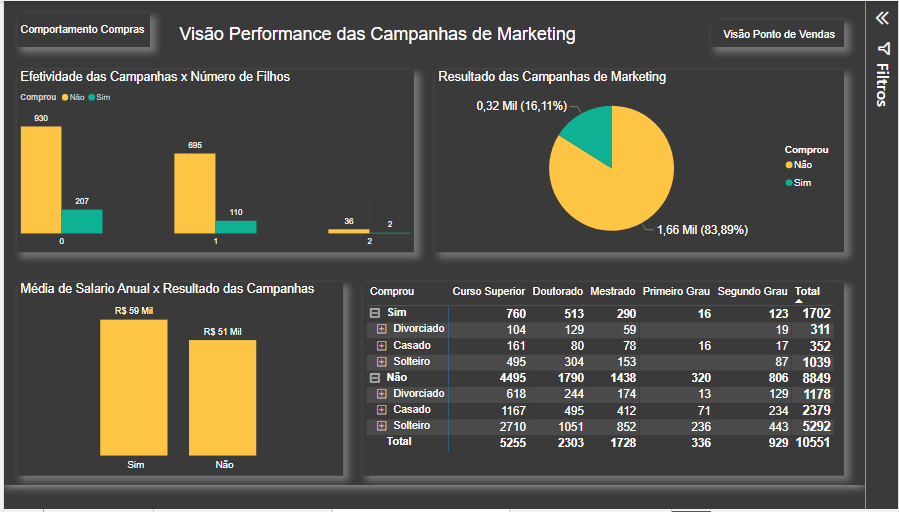 Comportamento Compras
Visão Performance das Campanhas de Marketing
Visão Ponto de Vendas
Filtros
Efetividade das Campanhas x Número de Filhos
Comprou Não Sim
930
207
695
110
36
2
0 1 2
Resultado das Campanhas de Marketing
0,32 Mil (16,11%)
1,66 Mil (83,89%)
Comprou
Não
Sim
Média de Salario Anual x Resultado das Campanhas
R$ 59 Mil
R$ 51 Mil
Sim Não
Comprou Curso Superior Doutorado Mestrado Primeiro Grau Segundo Grau Total
Sim 760 513 290 16 123 1702
Divorciado 104 129 59 19 311
Casado 161 80 78 16 17 352
Solteiro 495 304 153 87 1039
Não 4495 1790 1438 320 806 8849
Divorciado 618 244 174 13 129 1178
Casado 1167 495 412 71 234 2379
Solteiro 2710 1051 852 236 443 5292
Total 5255 2303 1728 336 929 10551